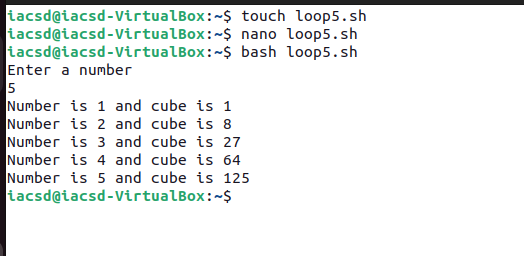 iacsd@iacsd-VirtualBox:~$ touch loop5.sh
iacsd@iacsd-VirtualBox:~$ nano loop5.sh
iacsd@iacsd-VirtualBox:~$ bash loop5.sh
Enter a number
5
Number is 1 and cube is 1
Number is 2 and cube is 8
Number is 3 and cube is 27
Number is 4 and cube is 64
Number is 5 and cube is 125
iacsd@iacsd-VirtualBox:~$